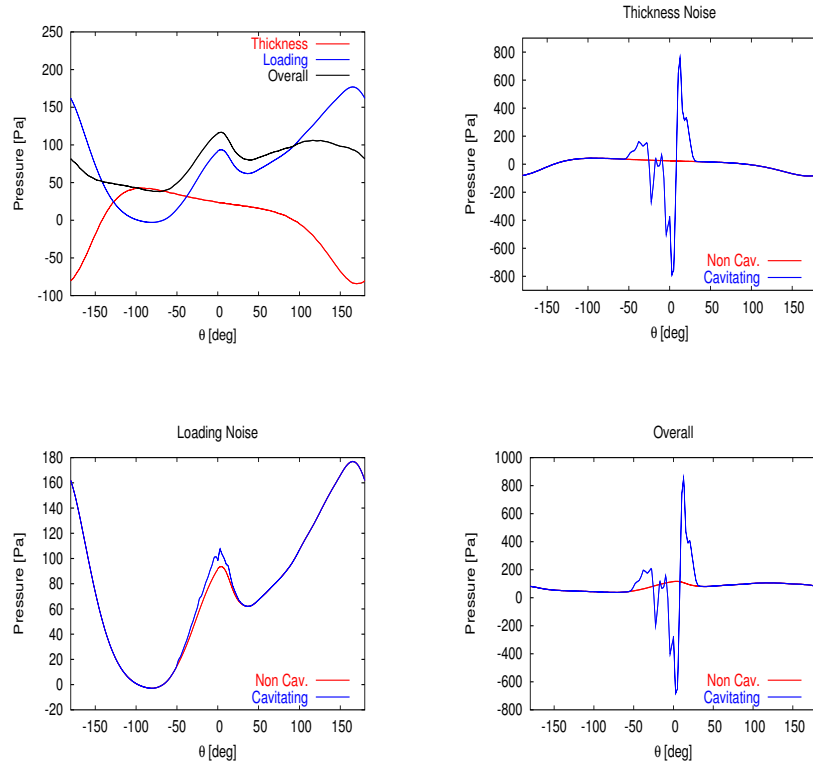 Thickness
Loading
Overall
Pressure [Pa]
250
200
150
100
50
0
-50
-100
-150 -100 -50 0 50 100 150
θ [deg]
Thickness Noise
Non Cav.
Cavitating
Pressure [Pa]
800
600
400
200
0
-200
-400
-600
-800
-150 -100 -50 0 50 100 150
θ [deg]
Loading Noise
Non Cav.
Cavitating
Pressure [Pa]
180
160
140
120
100
80
60
40
20
0
-20
-150 -100 -50 0 50 100 150
θ [deg]
Overall
Non Cav.
Cavitating
Pressure [Pa]
1000
800
600
400
200
0
-200
-400
-600
-800
-150 -100 -50 0 50 100 150
θ [deg]